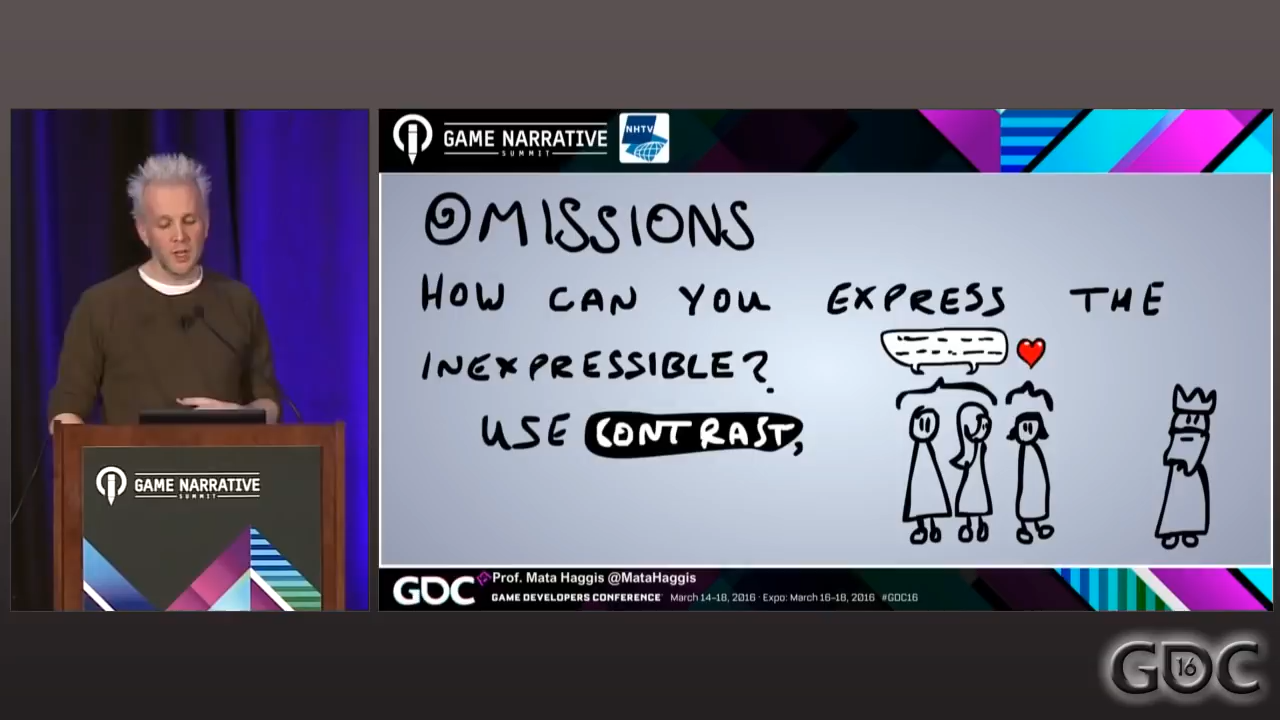 GAME NARRATIVE
SUMMIT
NHTV
OMISSIONS
HOW CAN YOU EXPRESS THE
INEXPRESSIBLE?
USE CONTRAST,
GAME NARRATIVE
SUMMIT
GDC
Prof. Mata Haggis @MataHaggis
GAME DEVELOPERS CONFERENCE March 14–18, 2016 · Expo: March 16–18, 2016 #GDC16
GDC
16